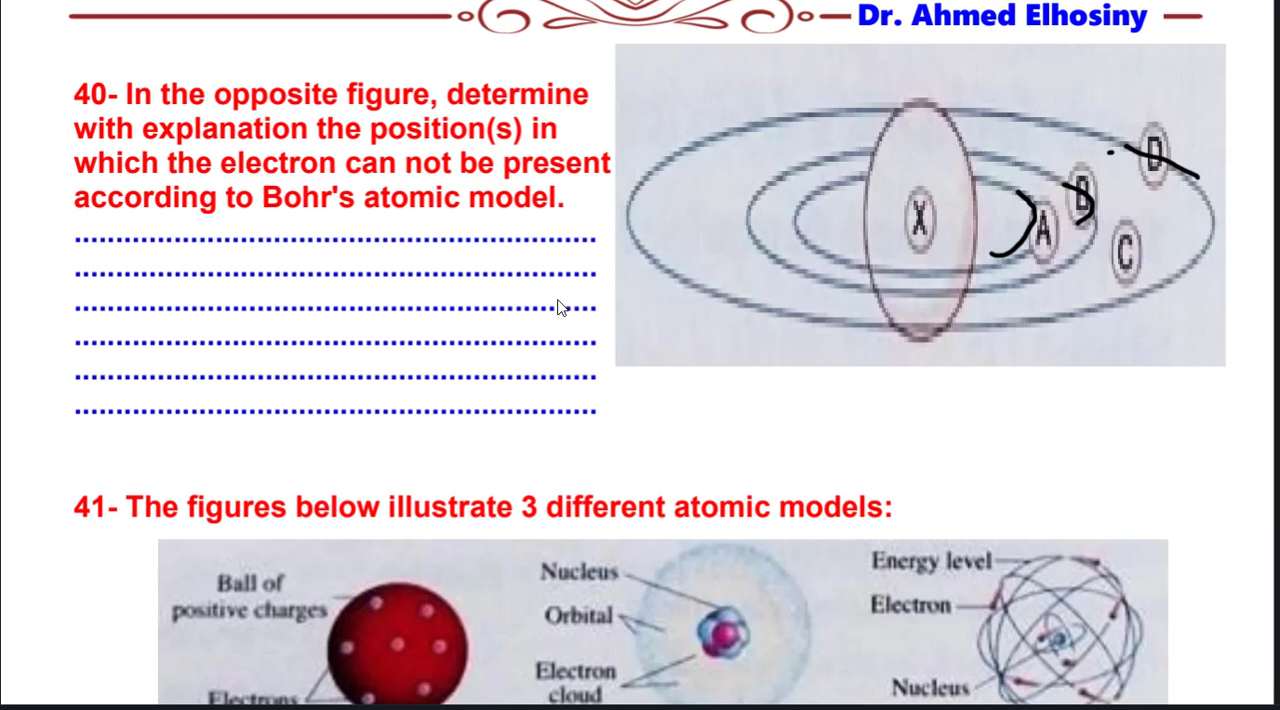 Dr. Ahmed Elhosiny
40- In the opposite figure, determine
with explanation the position(s) in
which the electron can not be present
according to Bohr's atomic model.
X
A
B
C
D
41- The figures below illustrate 3 different atomic models:
Ball of
positive charges
Electrons
Nucleus
Orbital
Electron
cloud
Energy level
Electron
Nucleus